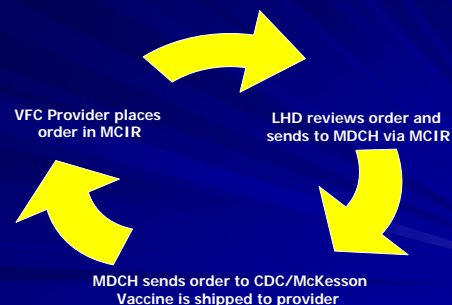 VFC Provider places
order in MCIR
LHD reviews order and
sends to MDCH via MCIR
MDCH sends order to CDC/McKesson
Vaccine is shipped to provider